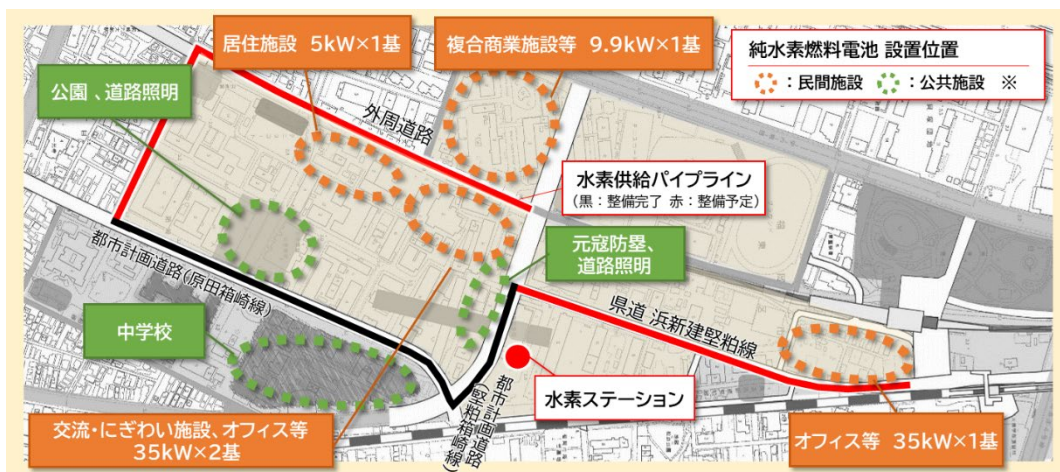 居住施設 5kW×1基
複合商業施設等 9.9kW×1基
純水素燃料電池 設置位置
：民間施設 ：公共施設 ※
公園、道路照明
外周道路
水素供給パイプライン
（黒：整備完了 赤：整備予定）
元寇防塁、
道路照明
都市計画道路（原田箱崎線）
県道 浜新建堅粕線
中学校
水素ステーション
都市計画道路
（堅粕箱崎線）
交流・にぎわい施設、オフィス等
35kW×2基
オフィス等 35kW×1基